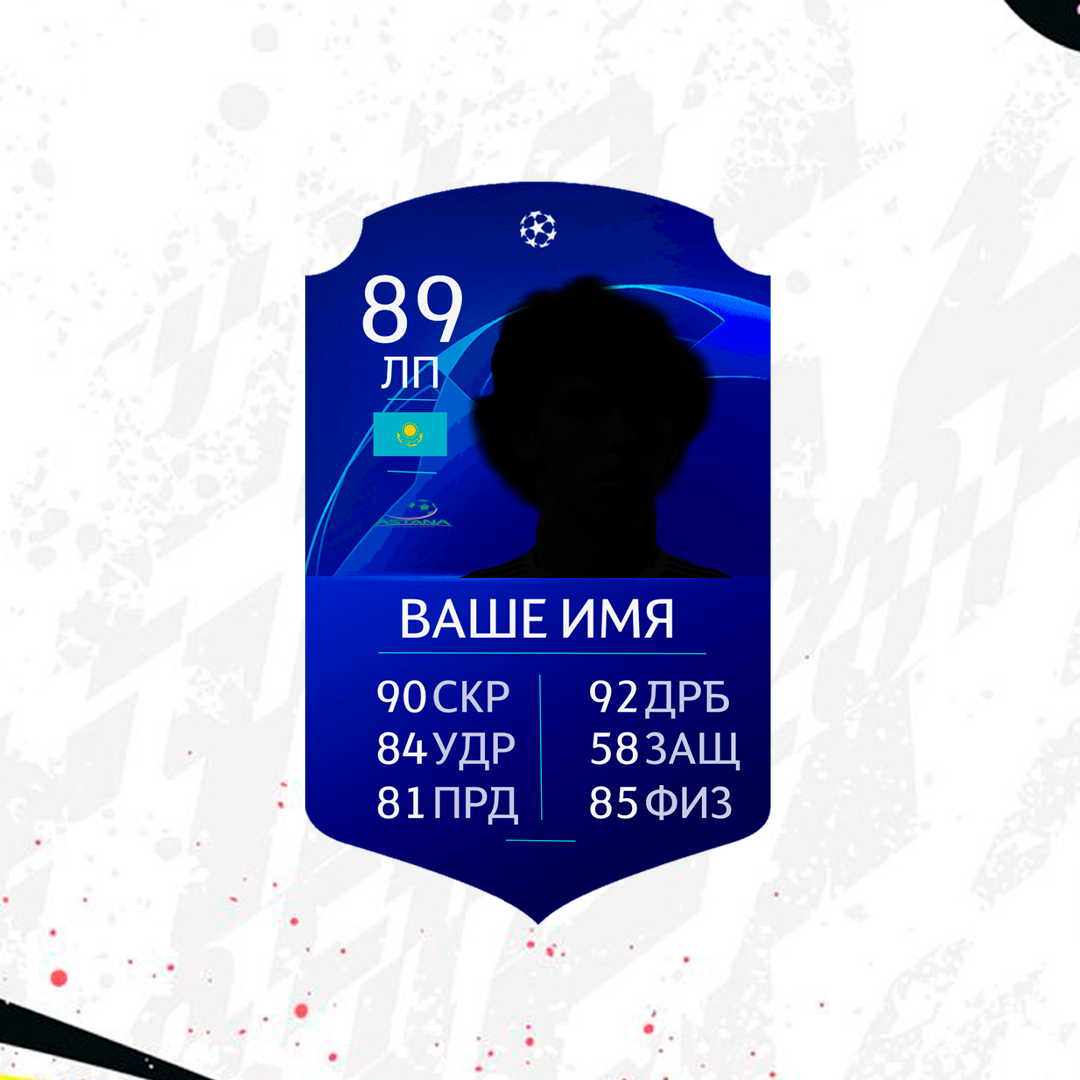 89
ЛП
ASTANA
ВАШЕ ИМЯ
90 СКР
84 УДР
81 ПРД
92 ДРБ
58 ЗАЩ
85 ФИЗ